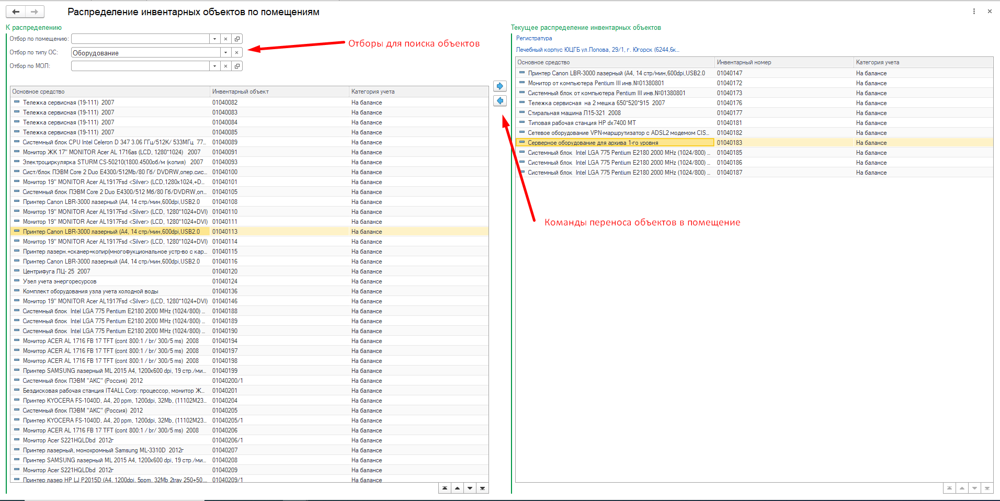 Распределение инвентарных объектов по помещениям
К распределению
Отбор по помещению:
Отбор по типу ОС: Оборудование
Отбор по МОЛ:
Отборы для поиска объектов
Основное средство Инвентарный объект Категория учета
Тележка сервисная (19-111) 2007 01040082 На балансе
Тележка сервисная (19-111) 2007 01040083 На балансе
Тележка сервисная (19-111) 2007 01040084 На балансе
Тележка сервисная (19-111) 2007 01040085 На балансе
Системный блок CPU Intel Celeron D 347 3.06 ГГц/512К/ 533МГц 77... 01040089 На балансе
Монитор ЖК 17" MONITOR Acer AL 1716as (LCD, 1280*1024) 2007 01040091 На балансе
Электроциркулярка STURM CS-50210(1800.4500об/м (копия) 2007 01040093 На балансе
Сист/блок ПЭВМ Core 2 Duo E4300/512Mb/80 Гб/ DVDRW,опер.сис... 01040100 На балансе
Монитор 19" MONITOR Acer AL1917Fsd <Silver> (LCD,1280x1024,+D... 01040101 На балансе
Системный блок ПЭВМ Core 2 Duo E4300/512 Мб/80 Гб/DVDRW,оп... 01040105 На балансе
Принтер Canon LBR-3000 лазерный (A4, 14 стр/мин,600dpi,USB2.0 01040108 На балансе
Монитор 19" MONITOR Acer AL1917Fsd <Silver> (LCD, 1280*1024+DVI) 01040110 На балансе
Монитор 19" MONITOR Acer AL1917Fsd <Silver> (LCD, 1280*1024+DVI) 01040111 На балансе
Принтер Canon LBR-3000 лазерный (A4, 14 стр/мин,600dpi,USB2.0 01040113 На балансе
Монитор 19" MONITOR Acer AL1917Fsd <Silver> (LCD, 1280*1024+DVI) 01040114 На балансе
Принтер лазерн.+сканер+копир(многофукциональное устр-во с кар... 01040115 На балансе
Принтер Canon LBR-3000 лазерный (A4, 14 стр/мин,600dpi,USB2.0 01040116 На балансе
Центрифуга ЛЦ- 25 2007 01040120 На балансе
Узел учета энергоресурсов 01040124 На балансе
Комплект оборудования узла учета холодной воды 01040136 На балансе
Монитор 19" MONITOR Acer AL1917Fsd <Silver> (LCD, 1280*1024+DVI) 01040146 На балансе
Системный блок Intel LGA 775 Pentium E2180 2000 MHz (1024/800) ... 01040188 На балансе
Системный блок Intel LGA 775 Pentium E2180 2000 MHz (1024/800) ... 01040189 На балансе
Системный блок Intel LGA 775 Pentium E2180 2000 MHz (1024/800) ... 01040190 На балансе
Монитор ACER AL 1716 FB 17 TFT (cont 800:1 / br/ 300/5 ms) 2008 01040194 На балансе
Монитор ACER AL 1716 FB 17 TFT (cont 800:1 / br/ 300/5 ms) 2008 01040197 На балансе
Монитор ACER AL 1716 FB 17 TFT (cont 800:1 / br/ 300/5 ms) 2008 01040198 На балансе
Принтер SAMSUNG лазерный ML 2015 A4, 1200x600 dpi, 19 стр./ми... 01040199 На балансе
Системный блок ПЭВМ "АКС" (Россия) 2012 01040200/1 На балансе
Бездисковая рабочая станция IT4ALL Corp: процессор, монитор Ж... 01040201 На балансе
Принтер KYOCERA FS-1040D, A4, 20 ppm, 1200dpi, 32Mb, (11102M23... 01040204 На балансе
Системный блок ПЭВМ "АКС" (Россия) 2012 01040205 На балансе
Принтер KYOCERA FS-1040D, A4, 20 ppm, 1200dpi, 32Mb, (11102M23... 01040205/1 На балансе
Монитор ACER AL 1716 FB 17 TFT (cont 800:1 / br/ 300/5 ms) 2008 01040206 На балансе
Монитор Acer S221HQLDbd 2012г 01040206/1 На балансе
Принтер лазерный, монохромный Samsung ML-3310D 2012г 01040207 На балансе
Принтер SAMSUNG лазерный ML 2015 A4, 1200x600 dpi, 19 стр./ми... 01040208 На балансе
Монитор Acer S221HQLDbd 2012г 01040209 На балансе
Принтер лазер HP LJ P2015D (A4, 1200dpi, 5ppm, 32Mb 2tray 250+50,... 01040209/1 На балансе
Текущее распределение инвентарных объектов
Регистратура
Лечебный корпус ЮЦГБ ул.Попова, 29/1, г. Югорск (6244,6к...
Основное средство Инвентарный номер Категория учета
Принтер Canon LBR-3000 лазерный (A4, 14 стр/мин,600dpi,USB2.0 01040147 На балансе
Монитор от компьютера Pentium III инв.№01380801 01040172 На балансе
Системный блок от компьютера Pentium III инв.№01380801 01040173 На балансе
Тележка сервисная на 2 мешка 650*520*915 2007 01040176 На балансе
Стиральная машина Л15-321 2008 01040177 На балансе
Типовая рабочая станция HP dx7400 MT 01040181 На балансе
Сетевое оборудование VPN-маршрутизатор с ADSL2 модемом CIS... 01040182 На балансе
Серверное оборудование для архива 1-го уровня 01040183 На балансе
Системный блок Intel LGA 775 Pentium E2180 2000 MHz (1024/800) ... 01040185 На балансе
Системный блок Intel LGA 775 Pentium E2180 2000 MHz (1024/800) ... 01040186 На балансе
Системный блок Intel LGA 775 Pentium E2180 2000 MHz (1024/800) ... 01040187 На балансе
Команды переноса объектов в помещение